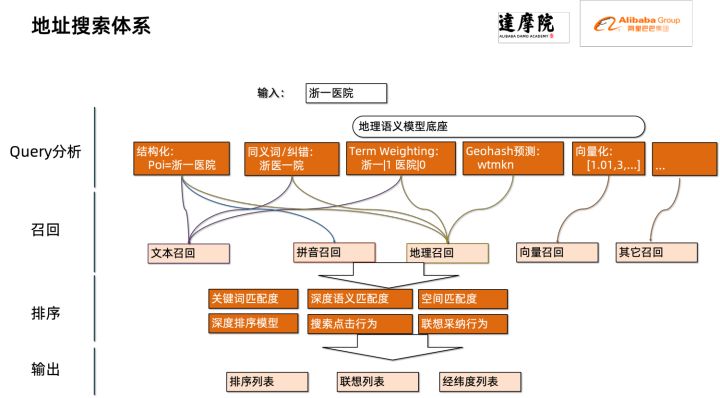 地址搜索体系
達摩院
ALIBABA DAMO ACADEMY
Alibaba Group
阿里巴巴集团
输入： 浙一医院
地理语义模型底座
Query分析
结构化：
Poi=浙一医院
同义词/纠错：
浙医一院
Term Weighting：
浙一|1 医院|0
Geohash预测：
wtmkn
向量化：
[1.01,3,...]
...
召回
文本召回
拼音召回
地理召回
向量召回
其它召回
排序
关键词匹配度
深度语义匹配度
空间匹配度
深度排序模型
搜索点击行为
联想采纳行为
输出
排序列表
联想列表
经纬度列表